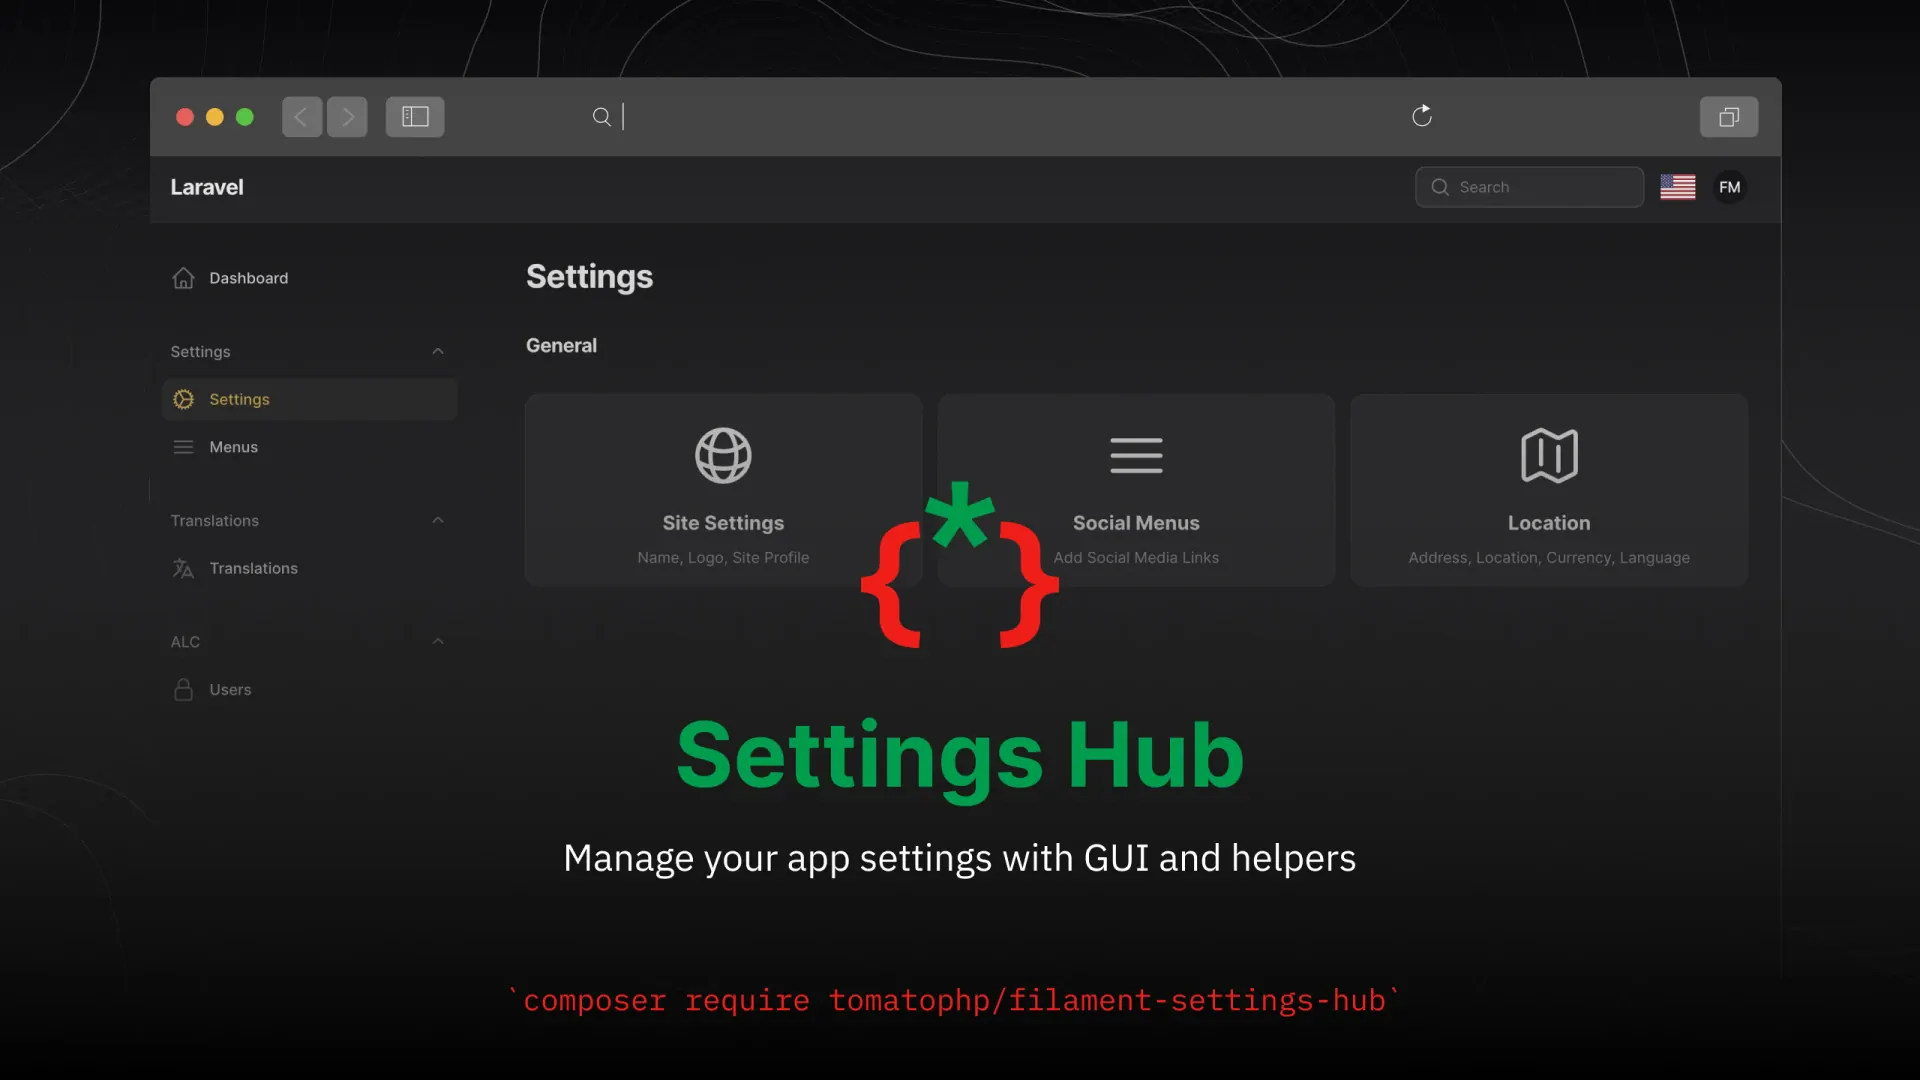 Laravel
Search
FM
Dashboard
Settings
Settings
Menus
Translations
Translations
ALC
Users
Settings
General
Site Settings
Name, Logo, Site Profile
Social Menus
Add Social Media Links
Location
Address, Location, Currency, Language
{*}
Settings Hub
Manage your app settings with GUI and helpers
`composer require tomatophp/filament-settings-hub`